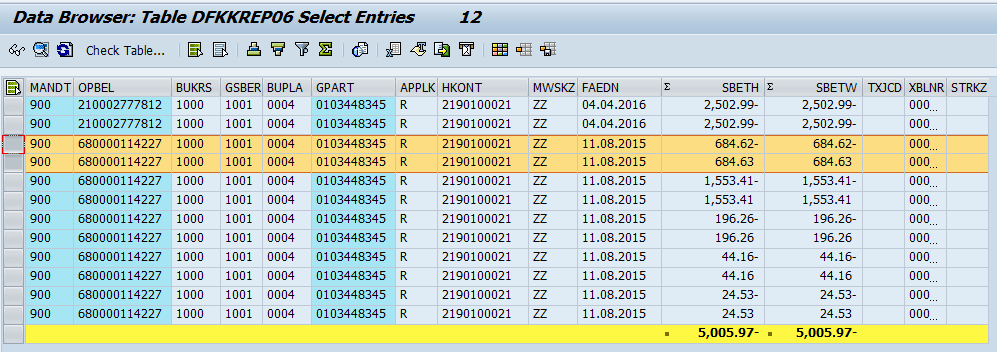 Data Browser: Table DFKKREP06 Select Entries 12
Check Table...
MANDT OPBEL BUKRS GSBER BUPLA GPART APPLK HKONT MWSKZ FAEDN Σ SBETH Σ SBETW TXJCD XBLNR STRKZ
900 210002777812 1000 1001 0004 0103448345 R 2190100021 ZZ 04.04.2016 2,502.99- 2,502.99- 000...
900 210002777812 1000 1001 0004 0103448345 R 2190100021 ZZ 04.04.2016 2,502.99- 2,502.99- 000...
900 680000114227 1000 1001 0004 0103448345 R 2190100021 ZZ 11.08.2015 684.62- 684.62- 000...
900 680000114227 1000 1001 0004 0103448345 R 2190100021 ZZ 11.08.2015 684.63 684.63 000...
900 680000114227 1000 1001 0004 0103448345 R 2190100021 ZZ 11.08.2015 1,553.41- 1,553.41- 000...
900 680000114227 1000 1001 0004 0103448345 R 2190100021 ZZ 11.08.2015 1,553.41 1,553.41 000...
900 680000114227 1000 1001 0004 0103448345 R 2190100021 ZZ 11.08.2015 196.26- 196.26- 000...
900 680000114227 1000 1001 0004 0103448345 R 2190100021 ZZ 11.08.2015 196.26 196.26 000...
900 680000114227 1000 1001 0004 0103448345 R 2190100021 ZZ 11.08.2015 44.16- 44.16- 000...
900 680000114227 1000 1001 0004 0103448345 R 2190100021 ZZ 11.08.2015 44.16 44.16 000...
900 680000114227 1000 1001 0004 0103448345 R 2190100021 ZZ 11.08.2015 24.53- 24.53- 000...
900 680000114227 1000 1001 0004 0103448345 R 2190100021 ZZ 11.08.2015 24.53 24.53 000...
5,005.97- 5,005.97-